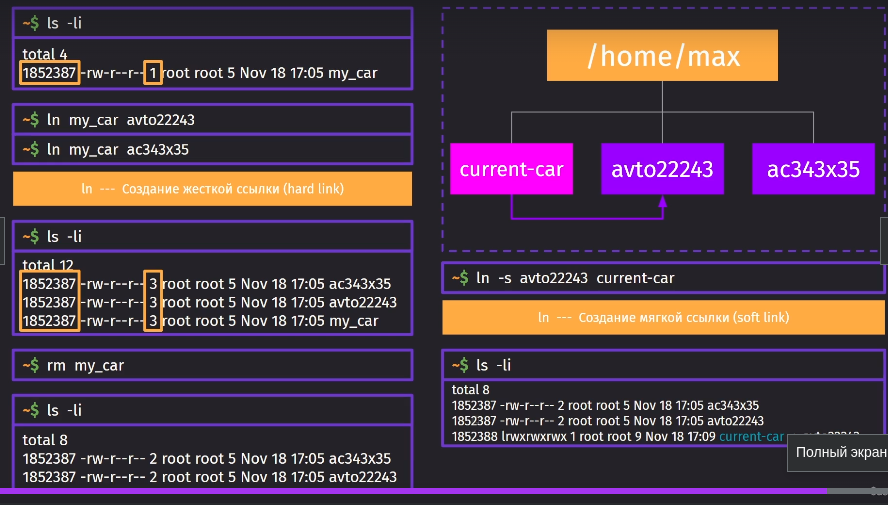 ~$ ls -li
total 4
1852387 -rw-r--r-- 1 root root 5 Nov 18 17:05 my_car
~$ ln my_car avto22243
~$ ln my_car ac343x35
ln --- Создание жесткой ссылки (hard link)
~$ ls -li
total 12
1852387 -rw-r--r-- 3 root root 5 Nov 18 17:05 ac343x35
1852387 -rw-r--r-- 3 root root 5 Nov 18 17:05 avto22243
1852387 -rw-r--r-- 3 root root 5 Nov 18 17:05 my_car
~$ rm my_car
~$ ls -li
total 8
1852387 -rw-r--r-- 2 root root 5 Nov 18 17:05 ac343x35
1852387 -rw-r--r-- 2 root root 5 Nov 18 17:05 avto22243
/home/max
current-car
avto22243
ac343x35
~$ ln -s avto22243 current-car
ln --- Создание мягкой ссылки (soft link)
~$ ls -li
total 8
1852387 -rw-r--r-- 2 root root 5 Nov 18 17:05 ac343x35
1852387 -rw-r--r-- 2 root root 5 Nov 18 17:05 avto22243
1852388 lrwxrwxrwx 1 root root 9 Nov 18 17:09 current-car
Полный экран